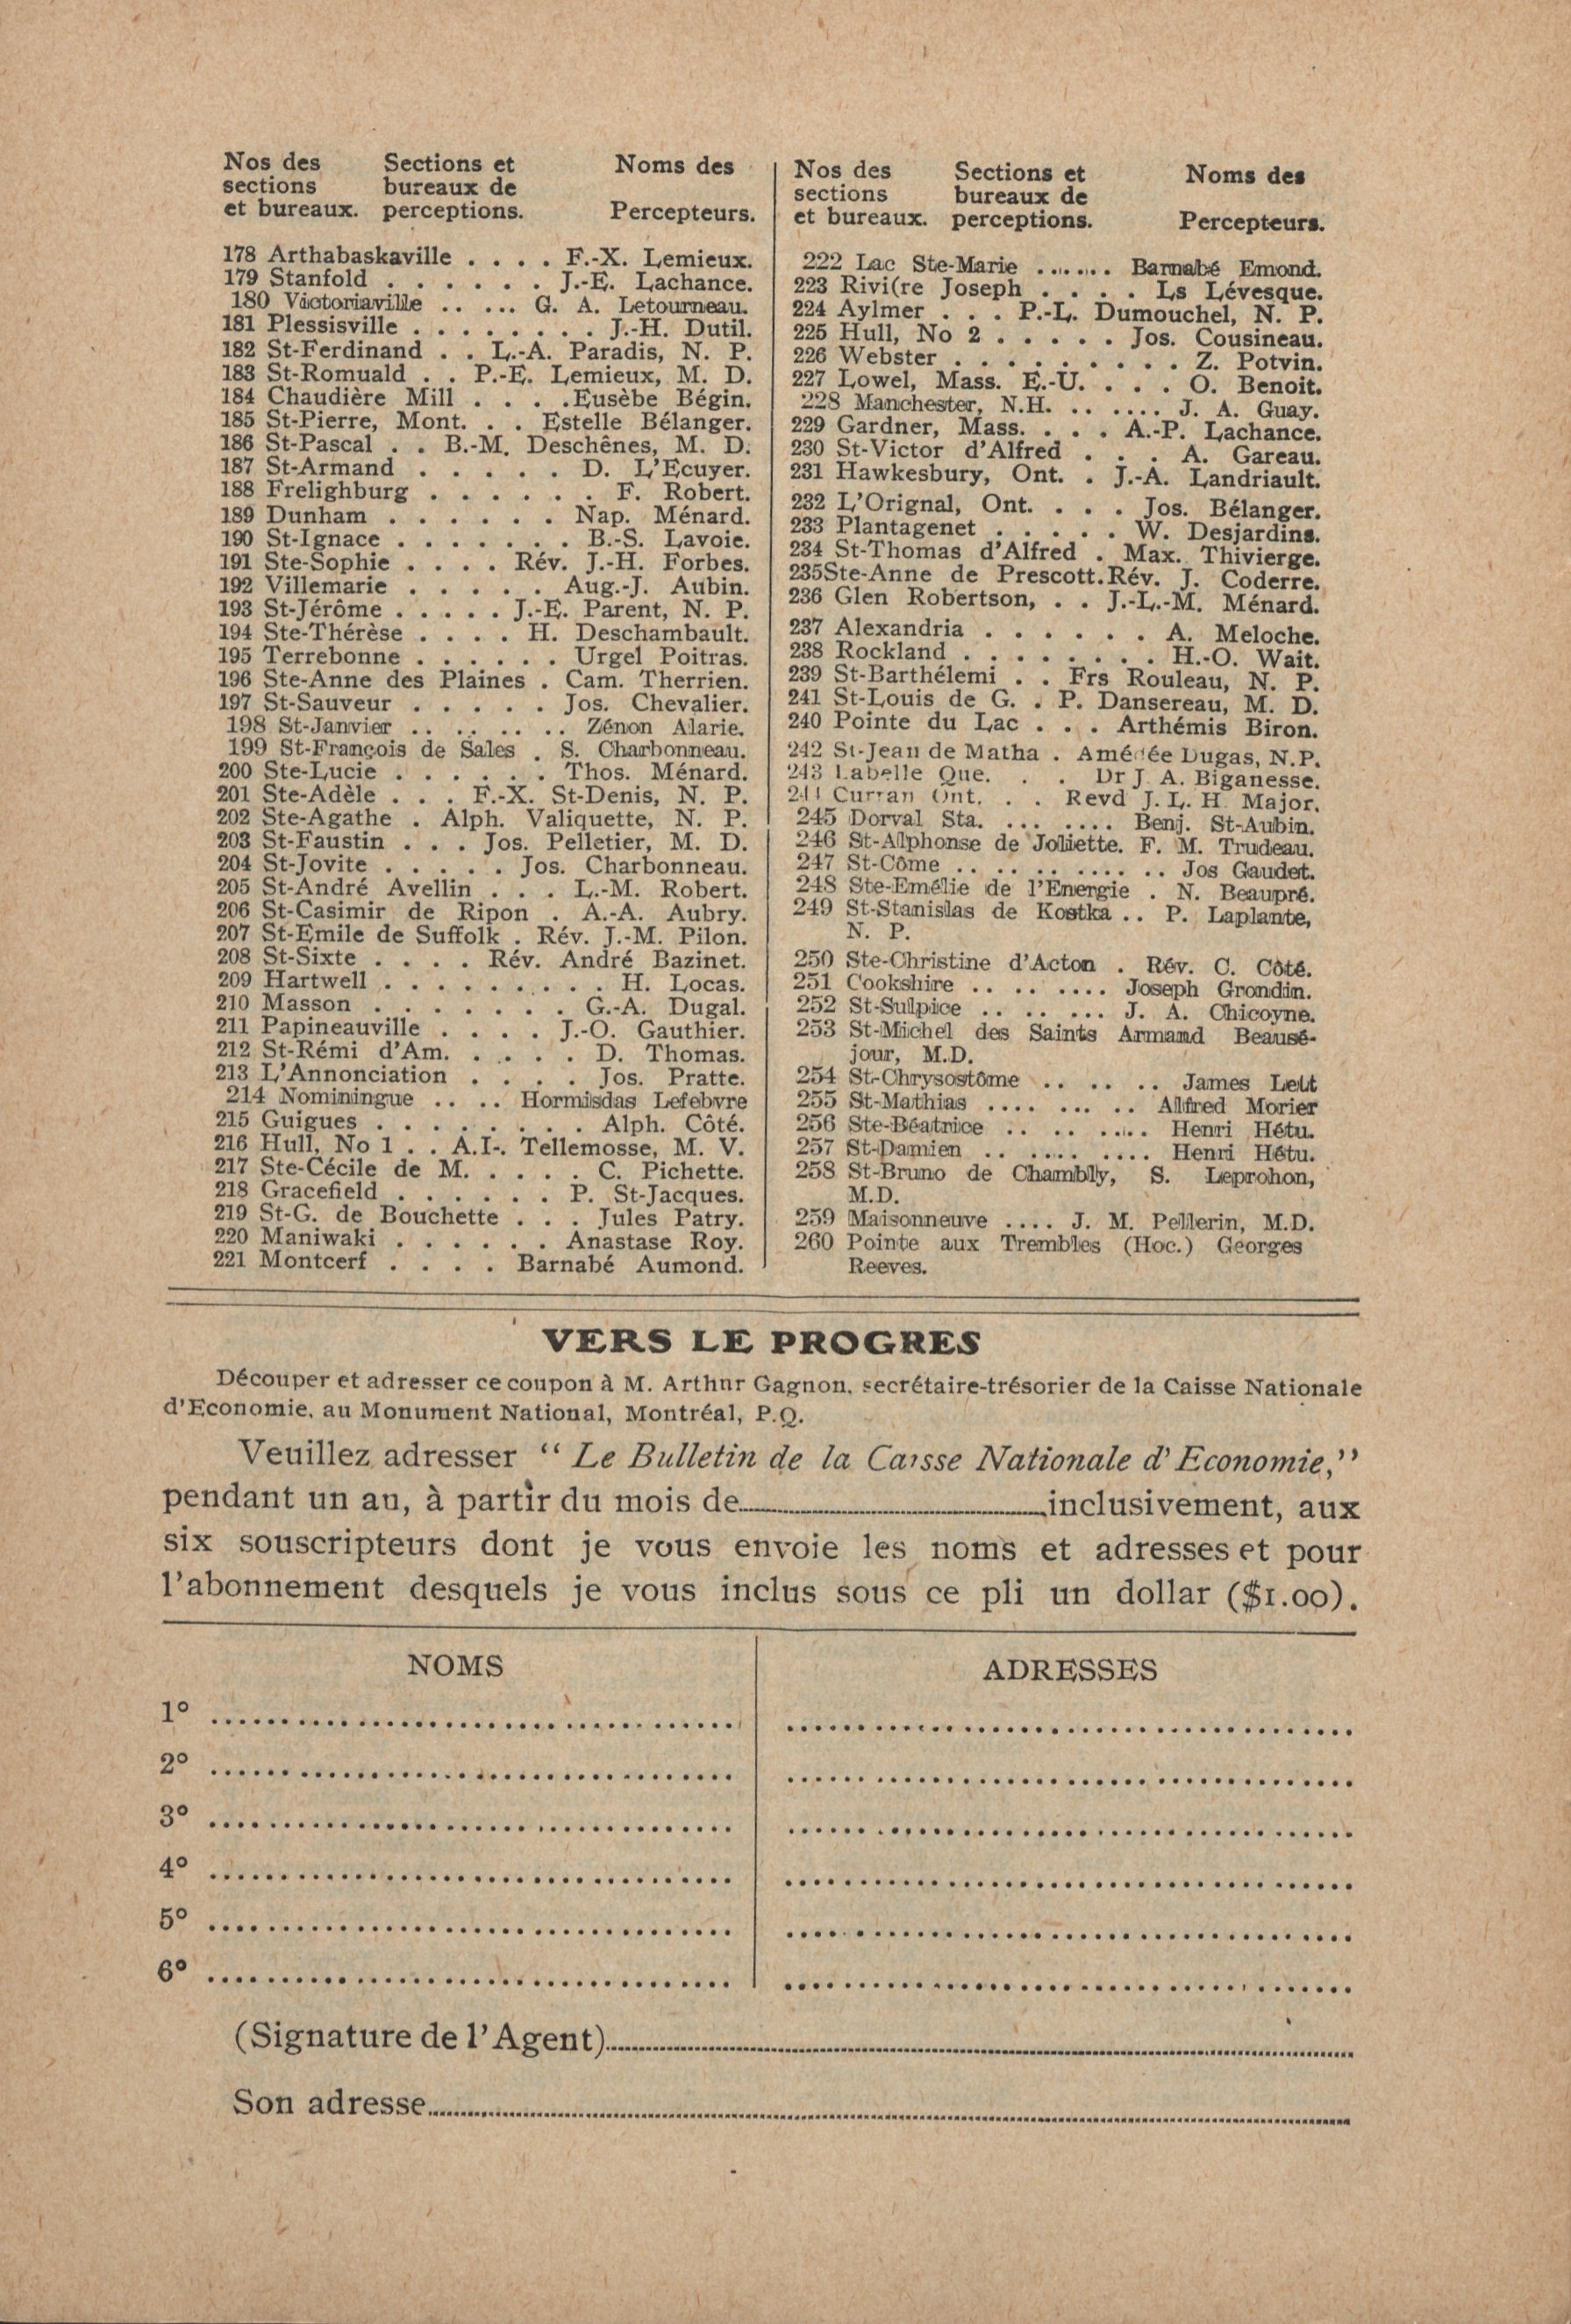 Nos des Sections et Noms des
sections bureaux de
et bureaux. perceptions. Percepteurs.
178 Arthabaskaville . . . . F.-X. Lemieux.
179 Stanfold . . . . . . . J.-E. Lachance.
180 Victoriaville .. ... G. A. Letourneau.
181 Plessisville . . . . . . . . J.-H. Dutil.
182 St-Ferdinand . . L.-A. Paradis, N. P.
183 St-Romuald . . P.-E. Lemieux, M. D.
184 Chaudière Mill . . . .Eusèbe Bégin.
185 St-Pierre, Mont. . . Estelle Bélanger.
186 St-Pascal . . B.-M. Deschênes, M. D.
187 St-Armand . . . . . . D. L'Ecuyer.
188 Frelighburg . . . . . . . F. Robert.
189 Dunham . . . . . . . Nap. Ménard.
190 St-Ignace . . . . . . . . B.-S. Lavoie.
191 Ste-Sophie . . . . Rév. J.-H. Forbes.
192 Villemarie . . . . . . Aug.-J. Aubin.
193 St-Jérôme . . . . . J.-E. Parent, N. P.
194 Ste-Thérèse . . . . H. Deschambault.
195 Terrebonne . . . . . . Urgel Poitras.
196 Ste-Anne des Plaines . Cam. Therrien.
197 St-Sauveur . . . . . . Jos. Chevalier.
198 St-Janvier .. .. .. .. Zénon Alarie.
199 St-François de Sales . S. Charbonneau.
200 Ste-Lucie . . . . . . . Thos. Ménard.
201 Ste-Adèle . . . F.-X. St-Denis, N. P.
202 Ste-Agathe . Alph. Valiquette, N. P.
203 St-Faustin . . . Jos. Pelletier, M. D.
204 St-Jovite . . . . . Jos. Charbonneau.
205 St-André Avellin . . . L.-M. Robert.
206 St-Casimir de Ripon . A.-A. Aubry.
207 St-Emile de Suffolk . Rév. J.-M. Pilon.
208 St-Sixte . . . . Rév. André Bazinet.
209 Hartwell . . . . . . . . . . H. Locas.
210 Masson . . . . . . . . G.-A. Dugal.
211 Papineauville . . . . J.-O. Gauthier.
212 St-Rémi d'Am. . . . . . D. Thomas.
213 L'Annonciation . . . . Jos. Pratte.
214 Nominingue .. .. Hormisdas Lefebvre
215 Guigues . . . . . . . . . Alph. Côté.
216 Hull, No 1 . . A.I-. Tellemosse, M. V.
217 Ste-Cécile de M. . . . . C. Pichette.
218 Gracefield . . . . . . . P. St-Jacques.
219 St-G. de Bouchette . . . Jules Patry.
220 Maniwaki . . . . . . . Anastase Roy.
221 Montcerf . . . . Barnabé Aumond.
Nos des Sections et Noms des
sections bureaux de
et bureaux. perceptions. Percepteurs.
222 Lac Ste-Marie ...... Barnabé Emond.
223 Rivi(re Joseph . . . . Ls Lévesque.
224 Aylmer . . . P.-L. Dumouchel, N. P.
225 Hull, No 2 . . . . . Jos. Cousineau.
226 Webster . . . . . . . . . . Z. Potvin.
227 Lowel, Mass. E.-U. . . . O. Benoit.
228 Manchester, N.H. .. .... J. A. Guay.
229 Gardner, Mass. . . . A.-P. Lachance.
230 St-Victor d'Alfred . . . A. Gareau.
231 Hawkesbury, Ont. . J.-A. Landriault.
232 L'Orignal, Ont. . . . Jos. Bélanger.
233 Plantagenet . . . . . . W. Desjardins.
234 St-Thomas d'Alfred . Max. Thivierge.
235Ste-Anne de Prescott.Rév. J. Coderre.
236 Glen Robertson, . . J.-L.-M. Ménard.
237 Alexandria . . . . . . . A. Meloche.
238 Rockland . . . . . . . . . H.-O. Wait.
239 St-Barthélemi . . Frs Rouleau, N. P.
241 St-Louis de G. . P. Dansereau, M. D.
240 Pointe du Lac . . . Arthémis Biron.
242 St-Jean de Matha . Amédée Dugas, N.P.
243 Labelle Que. . . Dr J. A. Biganesse.
244 Curran Ont. . . Revd J. L. H Major.
245 Dorval Sta. ... .... Benj. St-Aubin.
246 St-Alphonse de Joliette. F. M. Trudeau.
247 St-Côme .. .. .. .... .. Jos Gaudet.
248 Ste-Emélie de l'Energie . N. Beaupré.
249 St-Stanislas de Kostka .. P. Laplante,
N. P.
250 Ste-Christine d'Acton . Rév. C. Côté.
251 Cookshire .. .. .... Joseph Grondin.
252 St-Sulpice .. .. ... J. A. Chicoyne.
253 St-Michel des Saints Armand Beausé-
jour, M.D.
254 St-Chrysostôme .. .. .. James Lett
255 St-Mathias .... ... .. Alfred Morier
256 Ste-Béatrice .. .. .... Henri Hétu.
257 St-Damien .. .... .... Henri Hétu.
258 St-Bruno de Chambly, S. Leprohon,
M.D.
259 Maisonneuve .... J. M. Pellerin, M.D.
260 Pointe aux Trembles (Hoc.) Georges
Reeves.
VERS LE PROGRES
Découper et adresser ce coupon à M. Arthnr Gagnon, secrétaire-trésorier de la Caisse Nationale
d'Economie, au Monument National, Montréal, P.Q.
Veuillez adresser " Le Bulletin de la Caisse Nationale d'Economie,"
pendant un an, à partir du mois de..............................inclusivement, aux
six souscripteurs dont je vous envoie les noms et adresses et pour
l'abonnement desquels je vous inclus sous ce pli un dollar ($1.00).
NOMS ADRESSES
1° ........................................ ........................................
2° ........................................ ........................................
3° ........................................ ........................................
4° ........................................ ........................................
5° ........................................ ........................................
6° ........................................ ........................................
(Signature de l'Agent)........................................
Son adresse........................................